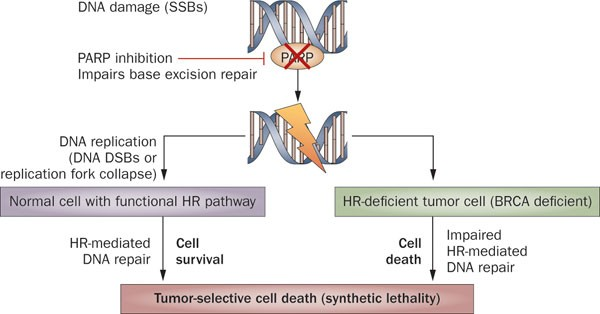 DNA damage (SSBs)
PARP
PARP inhibition
Impairs base excision repair
DNA replication
(DNA DSBs or
replication fork collapse)
Normal cell with functional HR pathway
HR-deficient tumor cell (BRCA deficient)
HR-mediated
DNA repair
Cell
survival
Cell
death
Impaired
HR-mediated
DNA repair
Tumor-selective cell death (synthetic lethality)